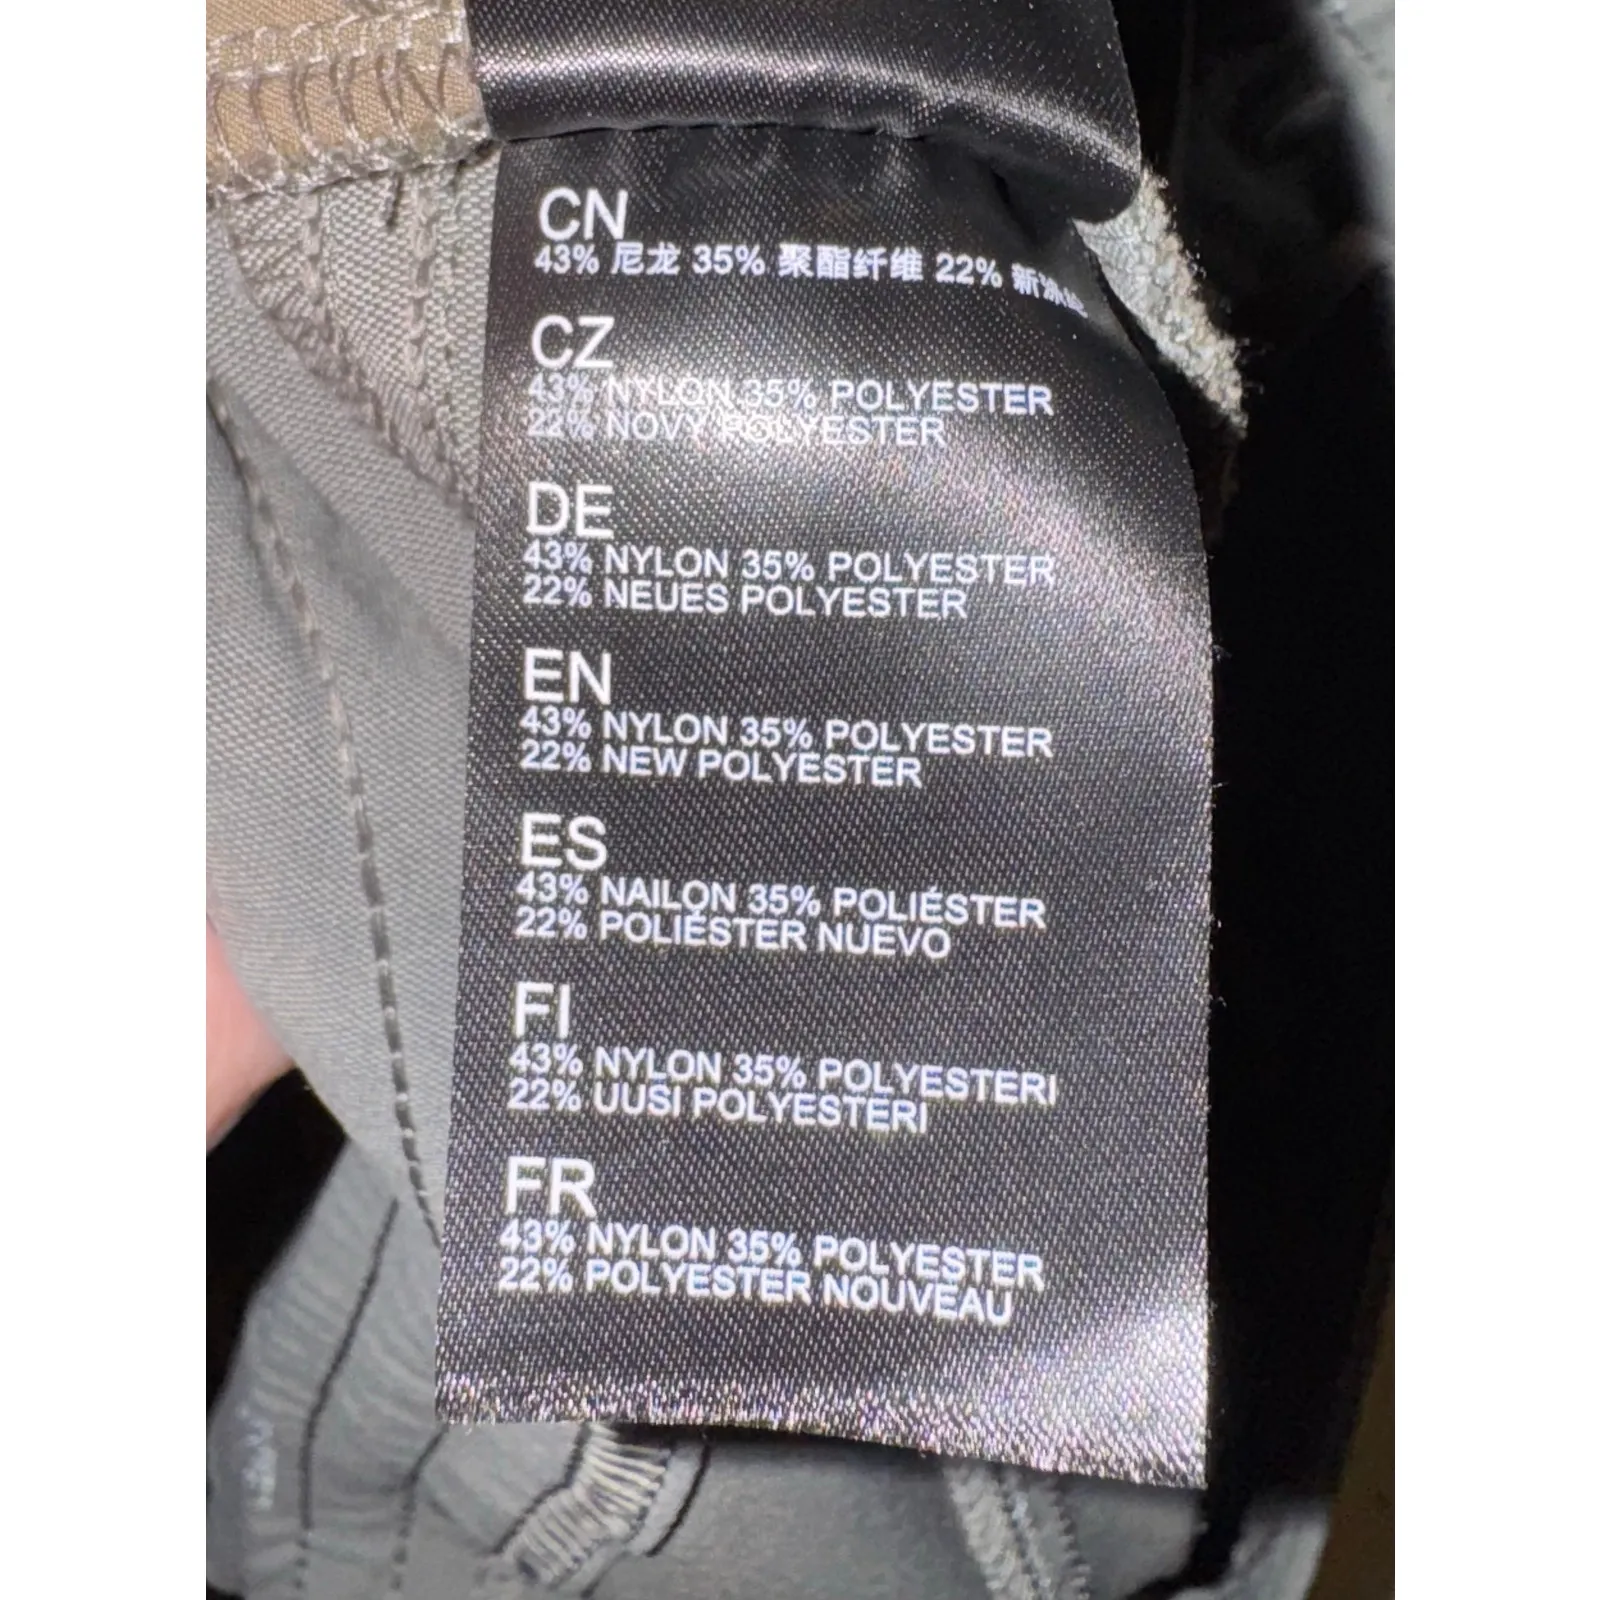 CN
43% 尼龙 35% 聚酯纤维 22% 新涤纶
CZ
43% NYLON 35% POLYESTER
22% NOVY POLYESTER
DE
43% NYLON 35% POLYESTER
22% NEUES POLYESTER
EN
43% NYLON 35% POLYESTER
22% NEW POLYESTER
ES
43% NAILON 35% POLIÉSTER
22% POLIÉSTER NUEVO
FI
43% NYLON 35% POLYESTERI
22% UUSI POLYESTERI
FR
43% NYLON 35% POLYESTER
22% POLYESTER NOUVEAU